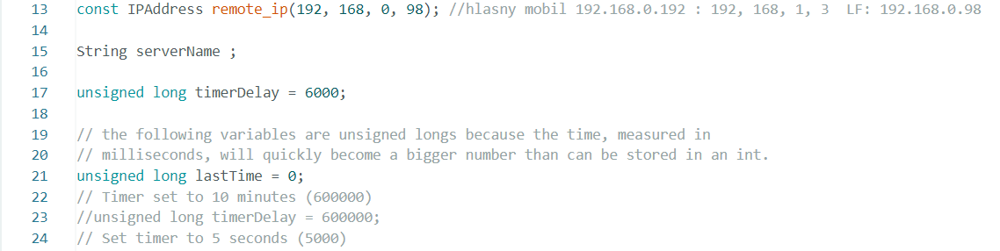 13 const IPAddress remote_ip(192, 168, 0, 98); //hlasny mobil 192.168.0.192 : 192, 168, 1, 3  LF: 192.168.0.98
14
15 String serverName ;
16
17 unsigned long timerDelay = 6000;
18
19 // the following variables are unsigned longs because the time, measured in
20 // milliseconds, will quickly become a bigger number than can be stored in an int.
21 unsigned long lastTime = 0;
22 // Timer set to 10 minutes (600000)
23 //unsigned long timerDelay = 600000;
24 // Set timer to 5 seconds (5000)